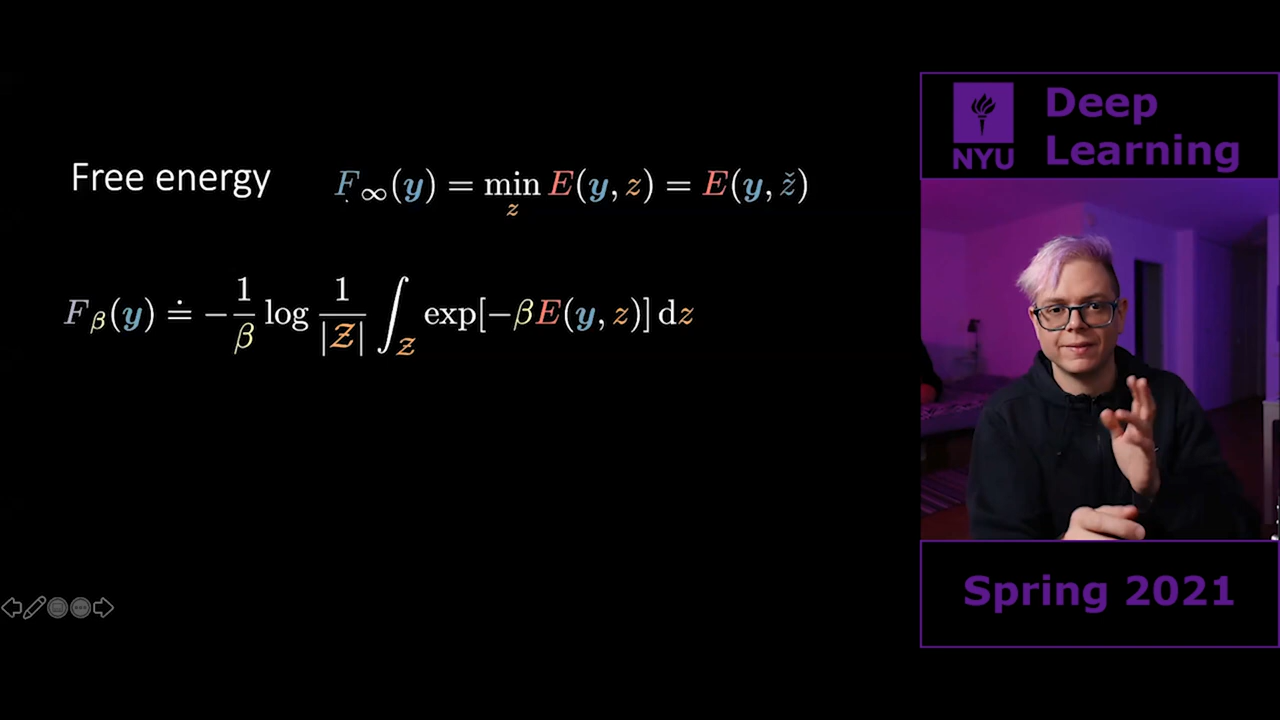 Free energy
F∞(y) = min_z E(y, z) = E(y, ž)
F_β(y) ≐ −1/β log 1/|𝒵| ∫_𝒵 exp[−βE(y, z)] dz
NYU
Deep
Learning
Spring 2021